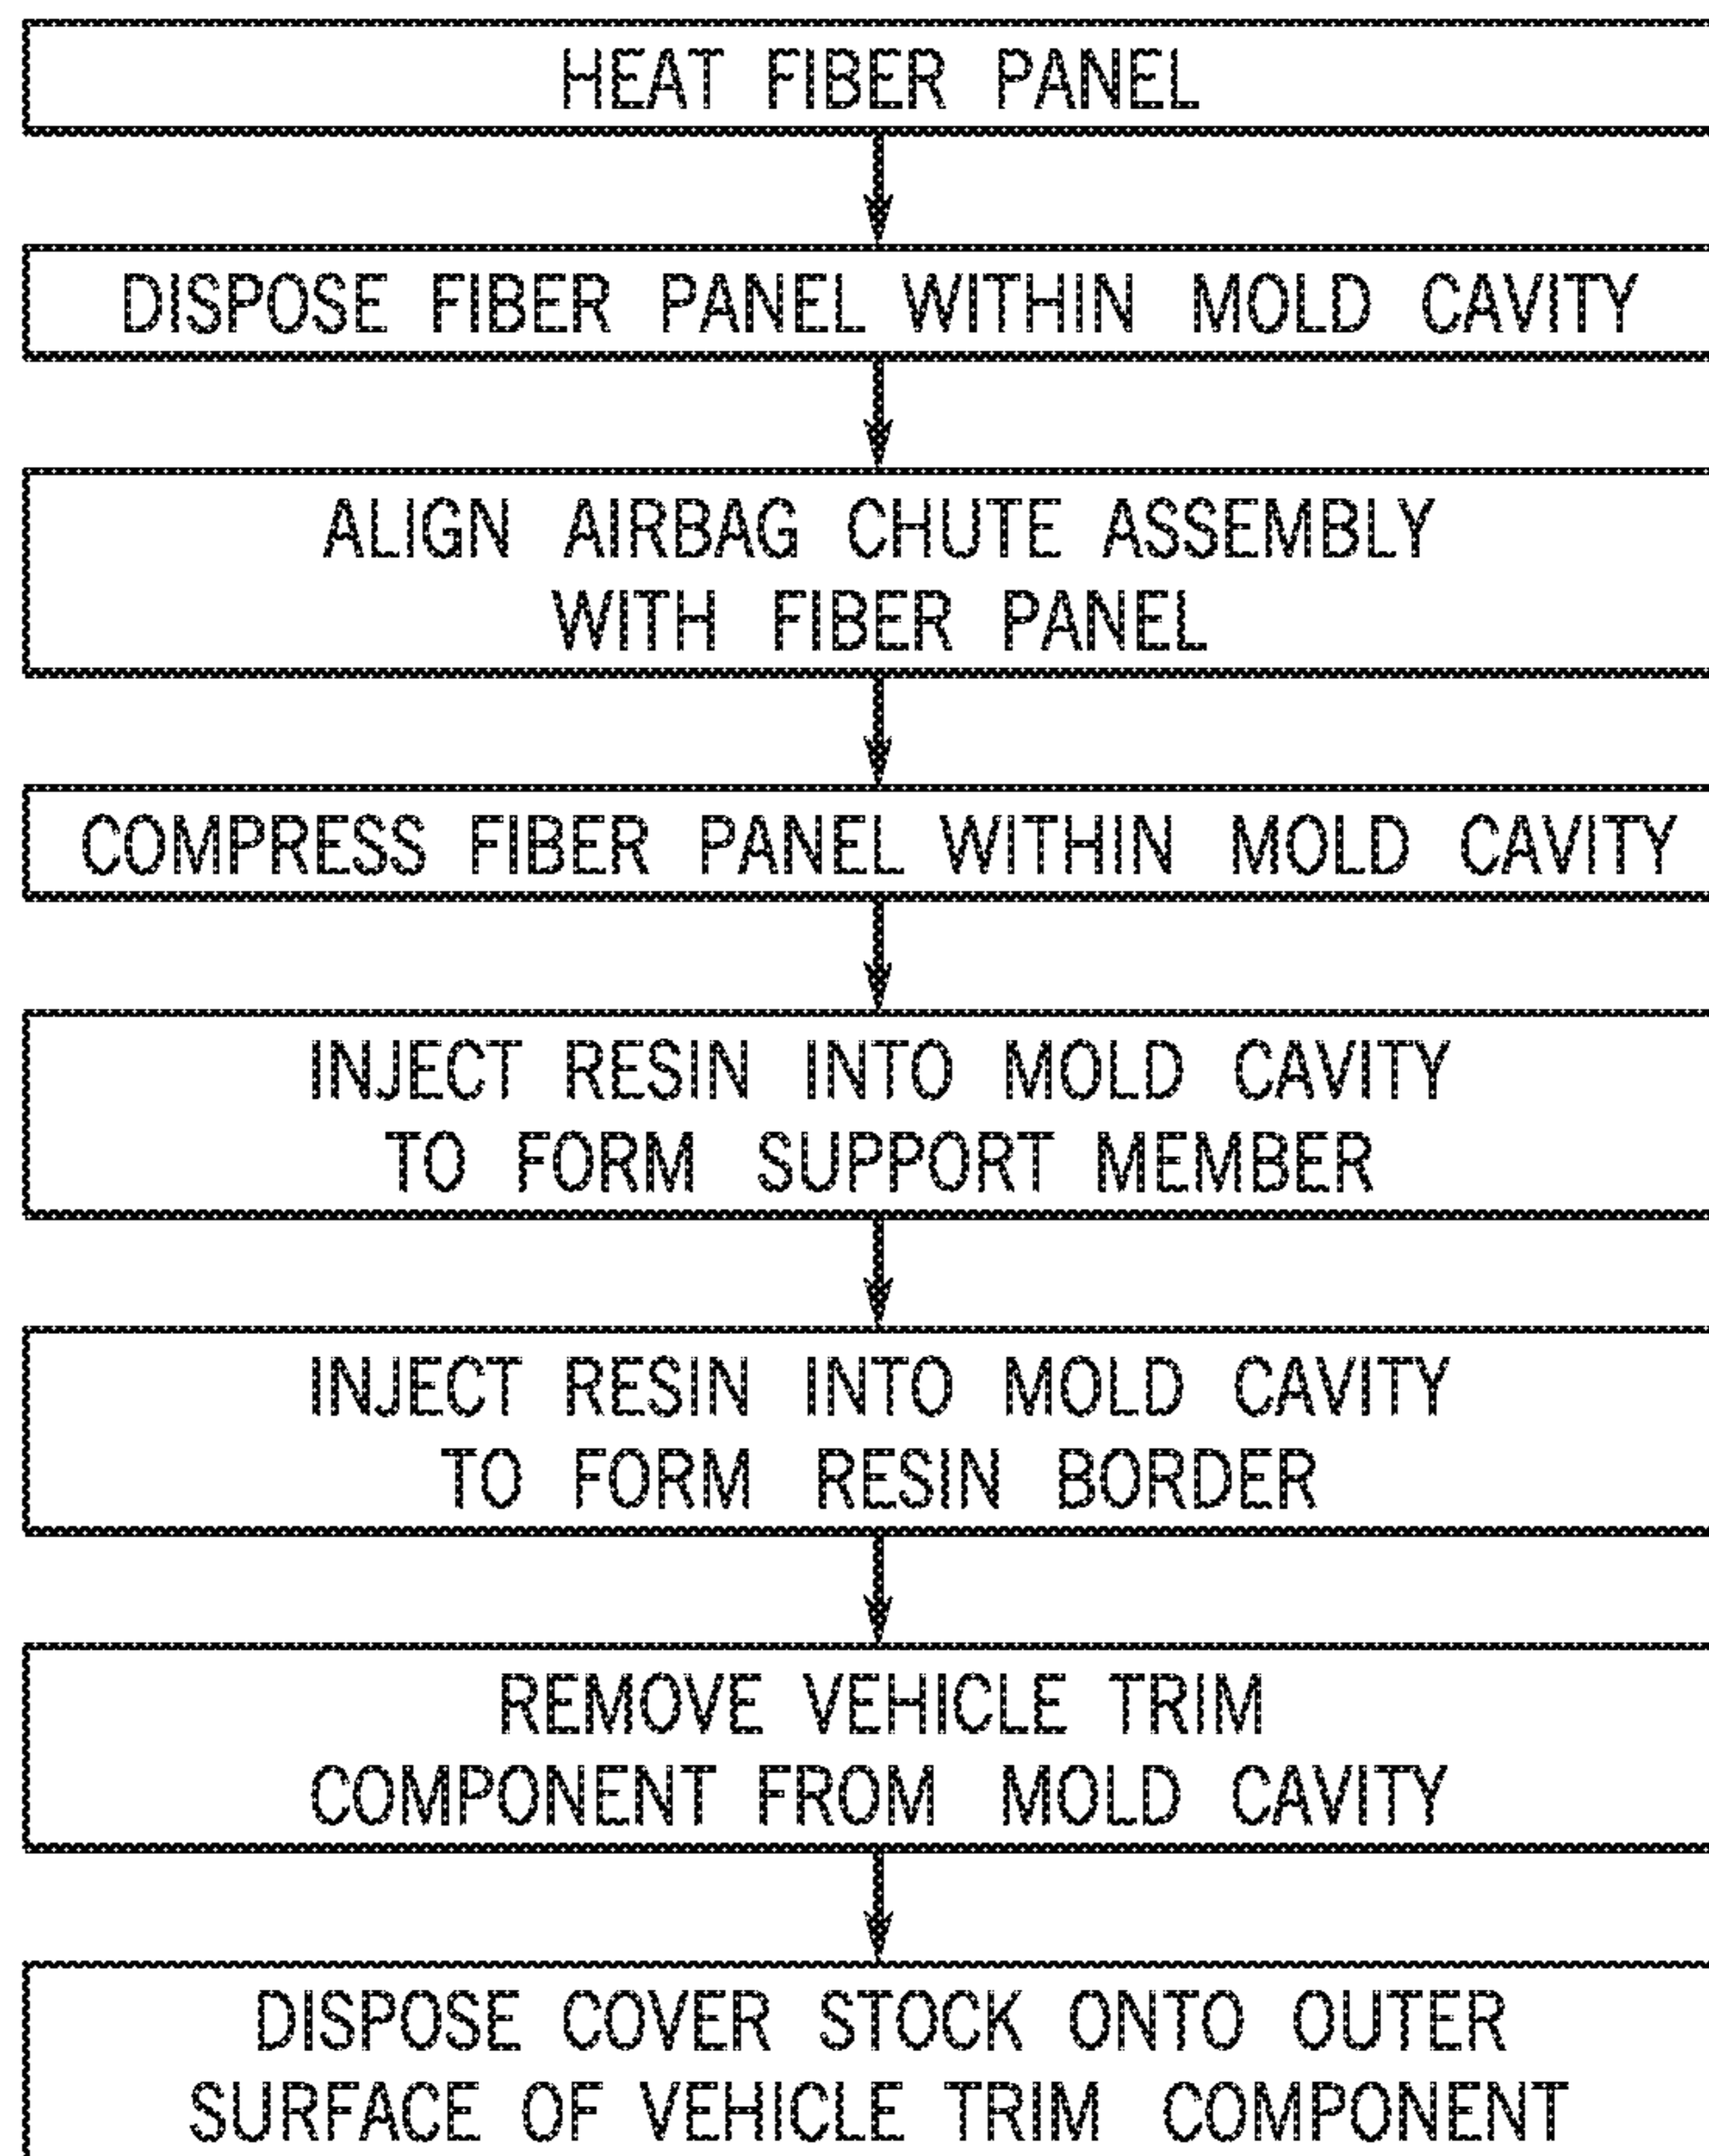 HEAT FIBER PANEL
DISPOSE FIBER PANEL WITHIN MOLD CAVITY
ALIGN AIRBAG CHUTE ASSEMBLY
WITH FIBER PANEL
COMPRESS FIBER PANEL WITHIN MOLD CAVITY
INJECT RESIN INTO MOLD CAVITY
TO FORM SUPPORT MEMBER
INJECT RESIN INTO MOLD CAVITY
TO FORM RESIN BORDER
REMOVE VEHICLE TRIM
COMPONENT FROM MOLD CAVITY
DISPOSE COVER STOCK ONTO OUTER
SURFACE OF VEHICLE TRIM COMPONENT